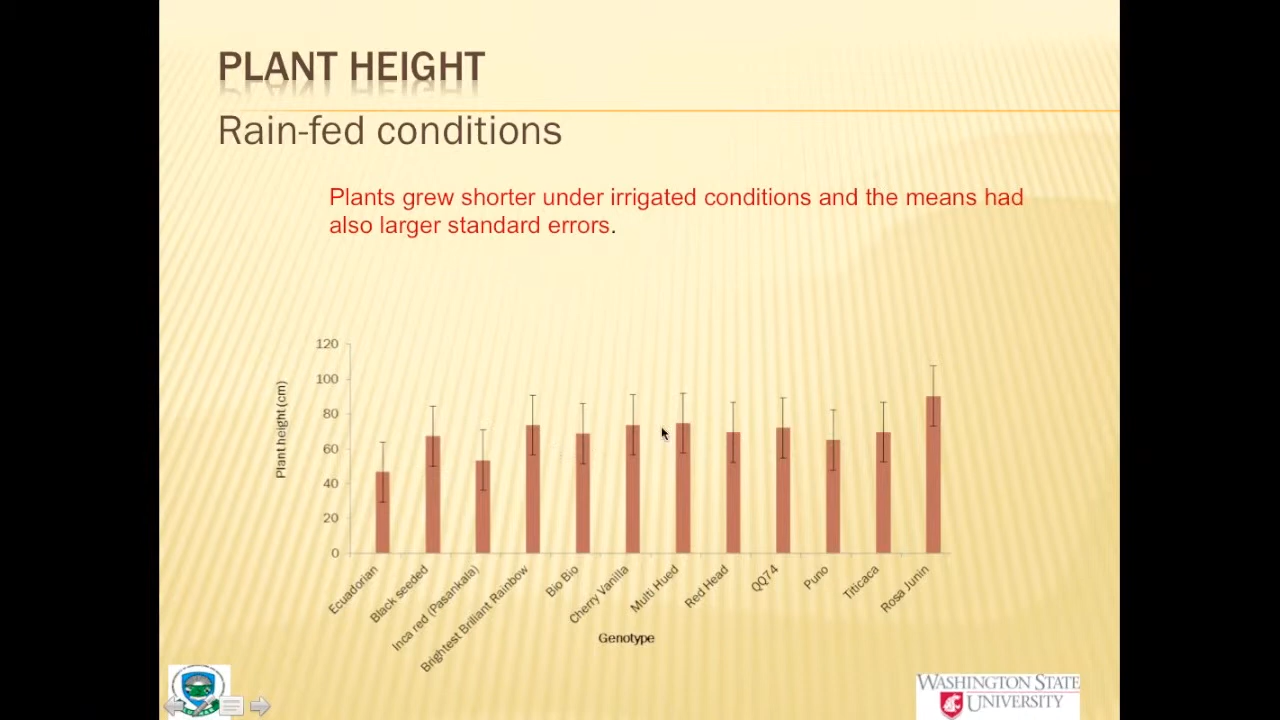 PLANT HEIGHT
Rain-fed conditions
Plants grew shorter under irrigated conditions and the means had
also larger standard errors.
120
100
80
60
40
20
0
Plant height (cm)
Ecuadorian
Black seeded
Inca red (Pasankala)
Brightest Brilliant Rainbow
Bio Bio
Cherry Vanilla
Multi Hued
Red Head
QQ74
Puno
Titicaca
Rosa Junin
Genotype
WASHINGTON STATE
UNIVERSITY